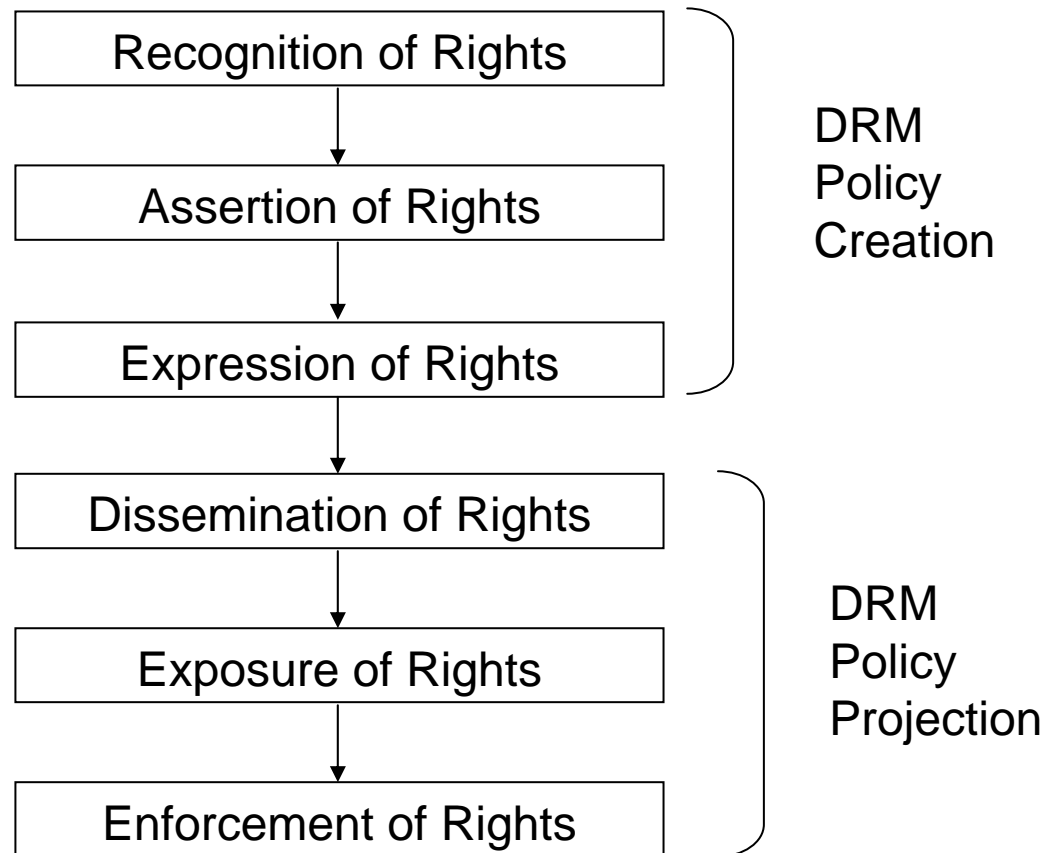 Recognition of Rights
Assertion of Rights
Expression of Rights
DRM
Policy
Creation
Dissemination of Rights
Exposure of Rights
Enforcement of Rights
DRM
Policy
Projection